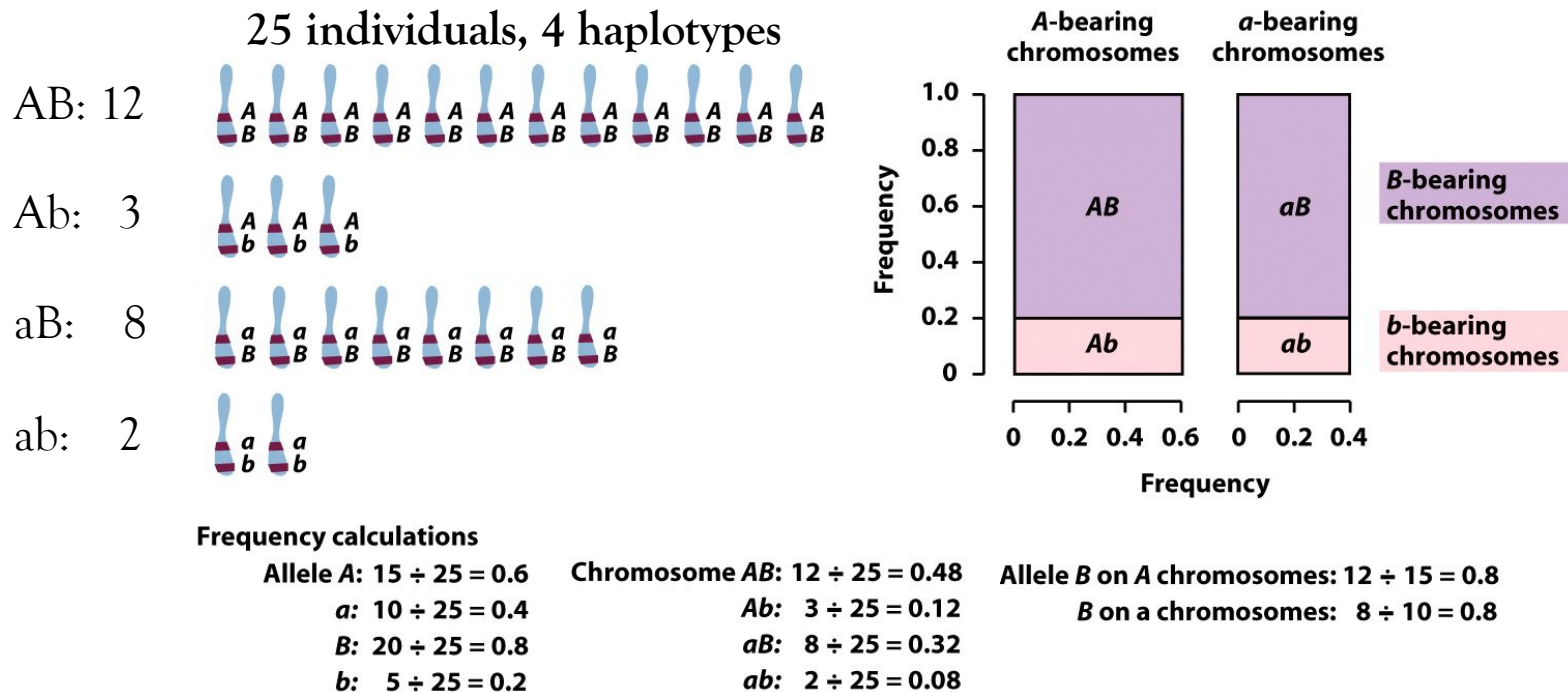 25 individuals, 4 haplotypes
AB: 12
A A A A A A A A A A A A
B B B B B B B B B B B B
Ab: 3
A A A
b b b
aB: 8
a a a a a a a a
B B B B B B B B
ab: 2
a a
b b
A-bearing
chromosomes
a-bearing
chromosomes
Frequency
1.0
0.8
0.6
0.4
0.2
0
AB
aB
Ab
ab
B-bearing
chromosomes
b-bearing
chromosomes
0 0.2 0.4 0.6
0 0.2 0.4
Frequency
Frequency calculations
Allele A: 15 ÷ 25 = 0.6
a: 10 ÷ 25 = 0.4
B: 20 ÷ 25 = 0.8
b: 5 ÷ 25 = 0.2
Chromosome AB: 12 ÷ 25 = 0.48
Ab: 3 ÷ 25 = 0.12
aB: 8 ÷ 25 = 0.32
ab: 2 ÷ 25 = 0.08
Allele B on A chromosomes: 12 ÷ 15 = 0.8
B on a chromosomes: 8 ÷ 10 = 0.8